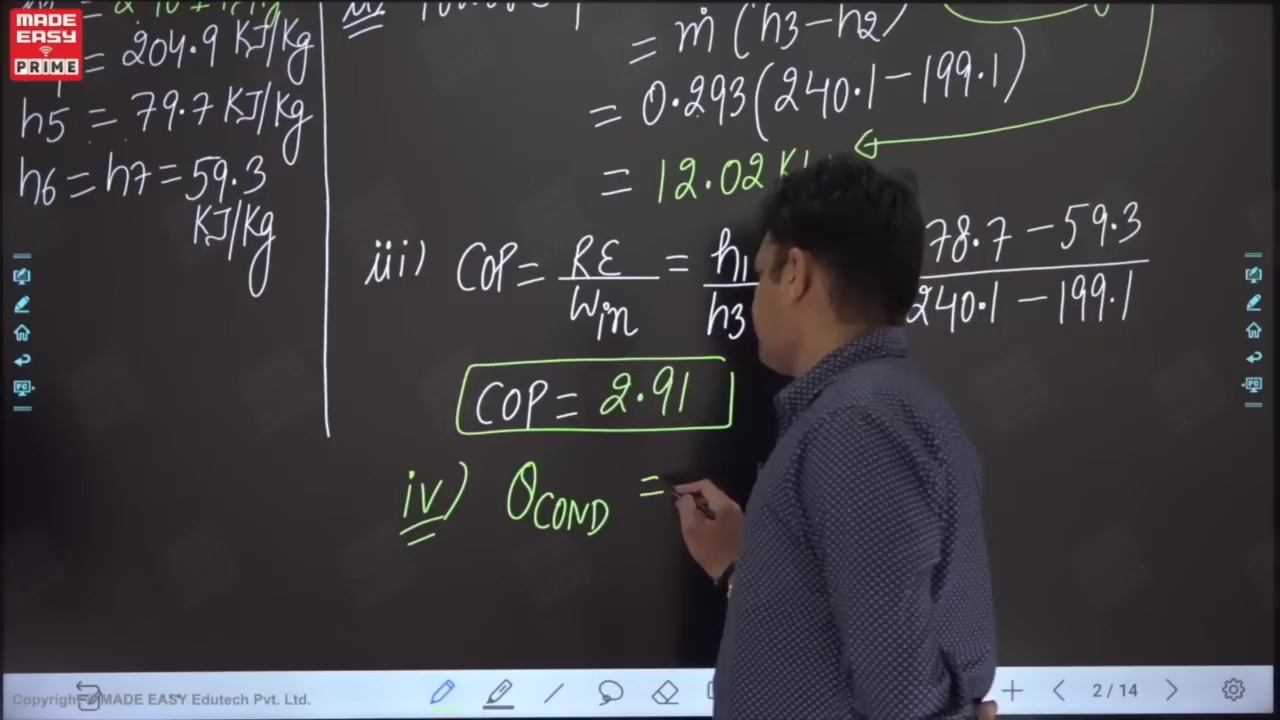 MADE
EASY
PRIME
= 204.9 KJ/Kg
h5 = 79.7 KJ/Kg
h6 = h7 = 59.3
KJ/Kg
= ṁ (h3 – h2)
= 0.293(240.1 – 199.1)
= 12.02
iii) COP = RE / Win = h1 / h3 78.7 – 59.3 / 240.1 – 199.1
COP = 2.91
iv) QCOND =
Copyright MADE EASY Edutech Pvt. Ltd.
2 / 14